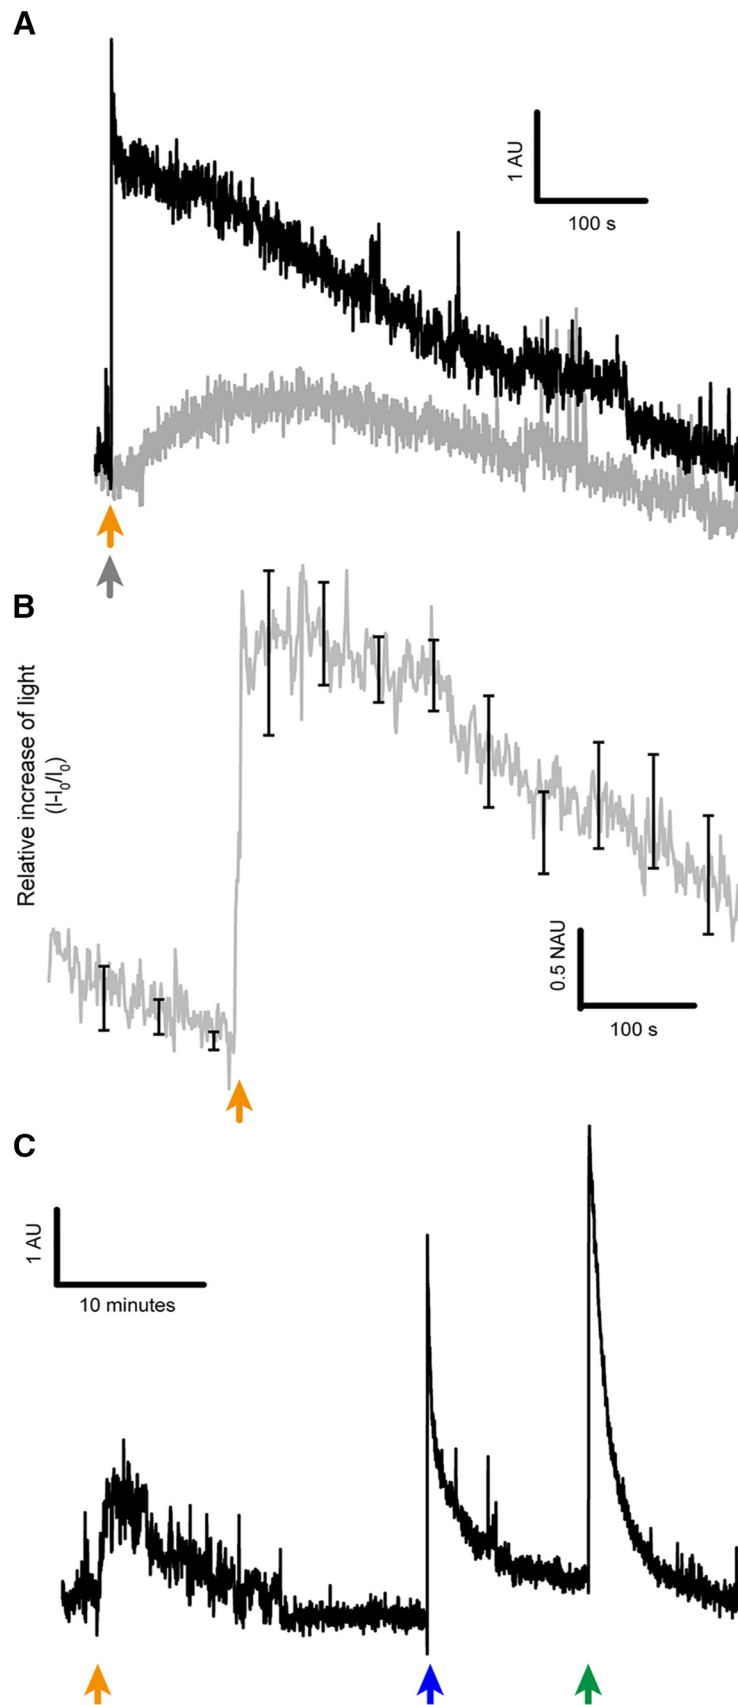 A
1 AU
100 s
B
Relative increase of light
(I-I₀/I₀)
0.5 NAU
100 s
C
1 AU
10 minutes